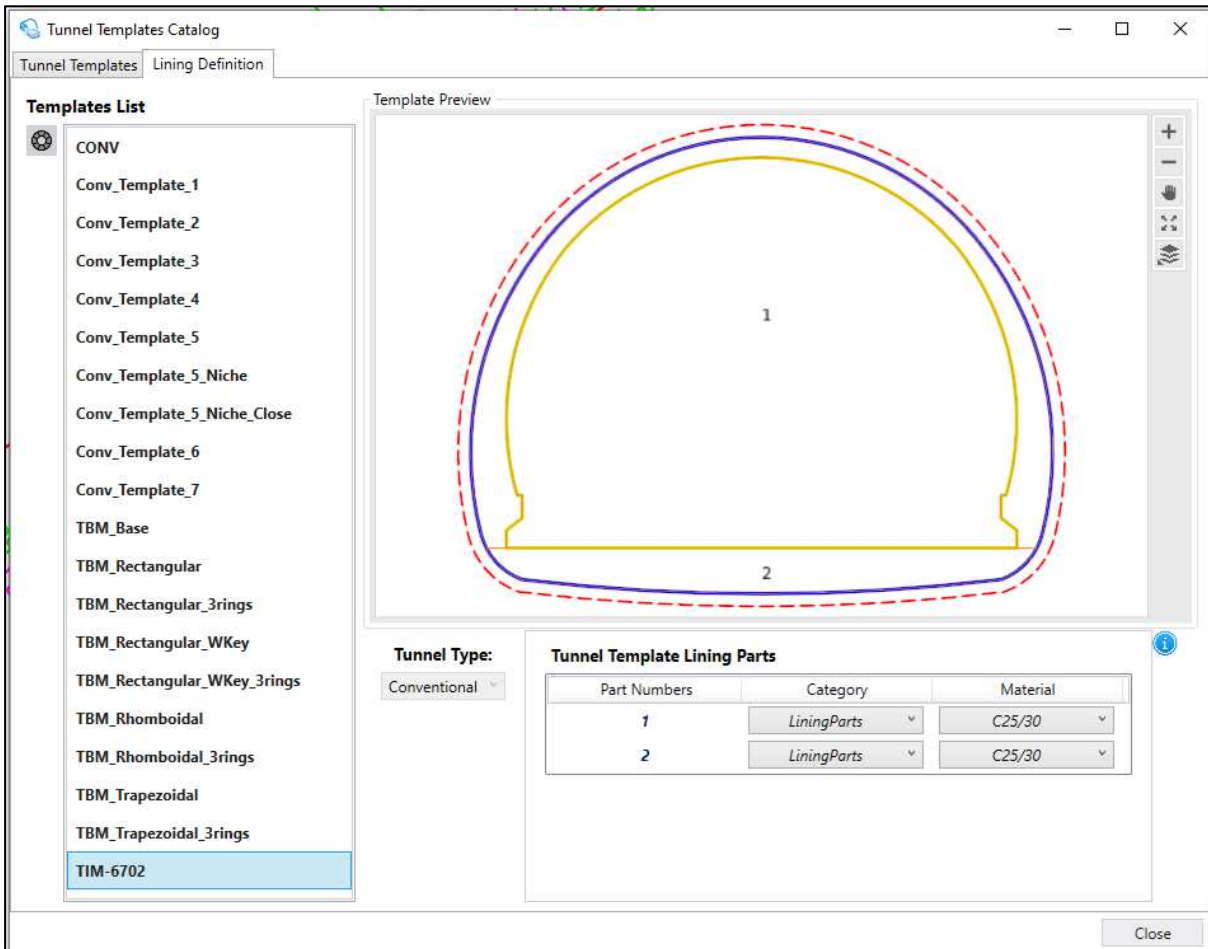 Tunnel Templates Catalog
Tunnel Templates
Lining Definition
Templates List
CONV
Conv_Template_1
Conv_Template_2
Conv_Template_3
Conv_Template_4
Conv_Template_5
Conv_Template_5_Niche
Conv_Template_5_Niche_Close
Conv_Template_6
Conv_Template_7
TBM_Base
TBM_Rectangular
TBM_Rectangular_3rings
TBM_Rectangular_WKey
TBM_Rectangular_WKey_3rings
TBM_Rhomboidal
TBM_Rhomboidal_3rings
TBM_Trapezoidal
TBM_Trapezoidal_3rings
TIM-6702
Template Preview
1
2
Tunnel Type:
Conventional
Tunnel Template Lining Parts
Part Numbers Category Material
1 LiningParts C25/30
2 LiningParts C25/30
Close